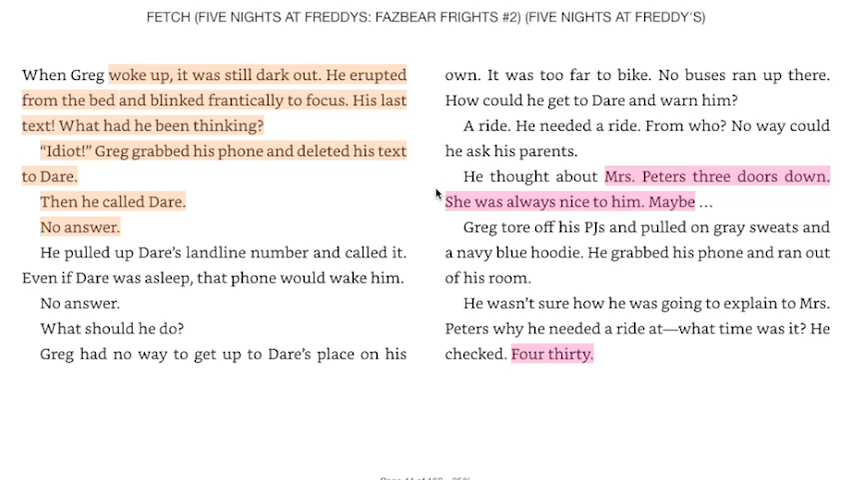 FETCH (FIVE NIGHTS AT FREDDYS: FAZBEAR FRIGHTS #2) (FIVE NIGHTS AT FREDDY'S)
When Greg woke up, it was still dark out. He erupted
from the bed and blinked frantically to focus. His last
text! What had he been thinking?
“Idiot!” Greg grabbed his phone and deleted his text
to Dare.
Then he called Dare.
No answer.
He pulled up Dare’s landline number and called it.
Even if Dare was asleep, that phone would wake him.
No answer.
What should he do?
Greg had no way to get up to Dare’s place on his
own. It was too far to bike. No buses ran up there.
How could he get to Dare and warn him?
A ride. He needed a ride. From who? No way could
he ask his parents.
He thought about Mrs. Peters three doors down.
She was always nice to him. Maybe …
Greg tore off his PJs and pulled on gray sweats and
a navy blue hoodie. He grabbed his phone and ran out
of his room.
He wasn’t sure how he was going to explain to Mrs.
Peters why he needed a ride at—what time was it? He
checked. Four thirty.